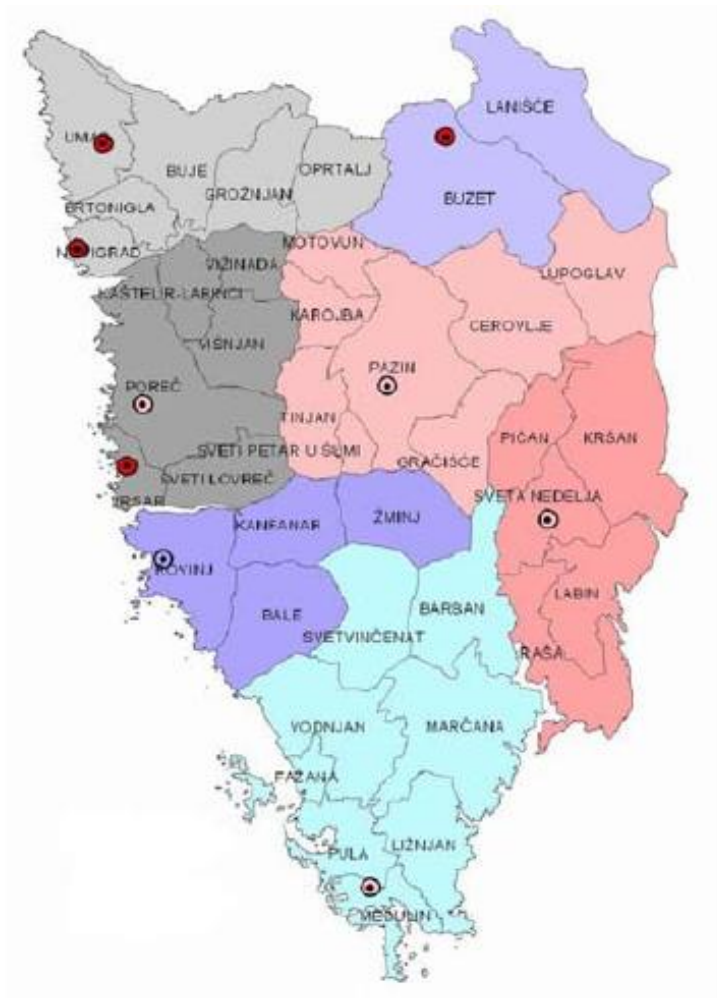 LANIŠĆE
UMAG
BUJE
OPRTALJ
GROŽNJAN
BUZET
BRTONIGLA
NOVIGRAD
MOTOVUN
VIŽINADA
LUPOGLAV
KAŠTELIR-LABINCI
KAROJBA
CEROVLJE
VIŠNJAN
PAZIN
POREČ
TINJAN
PIĆAN
KRŠAN
SVETI PETAR U ŠUMI
GRAČIŠĆE
SVETI LOVREČ
SVETA NEDELJA
VRSAR
KANFANAR
ŽMINJ
ROVINJ
LABIN
BALE
BARBAN
SVETVINČENAT
RAŠA
VODNJAN
MARČANA
FAŽANA
LIŽNJAN
PULA
MEDULIN